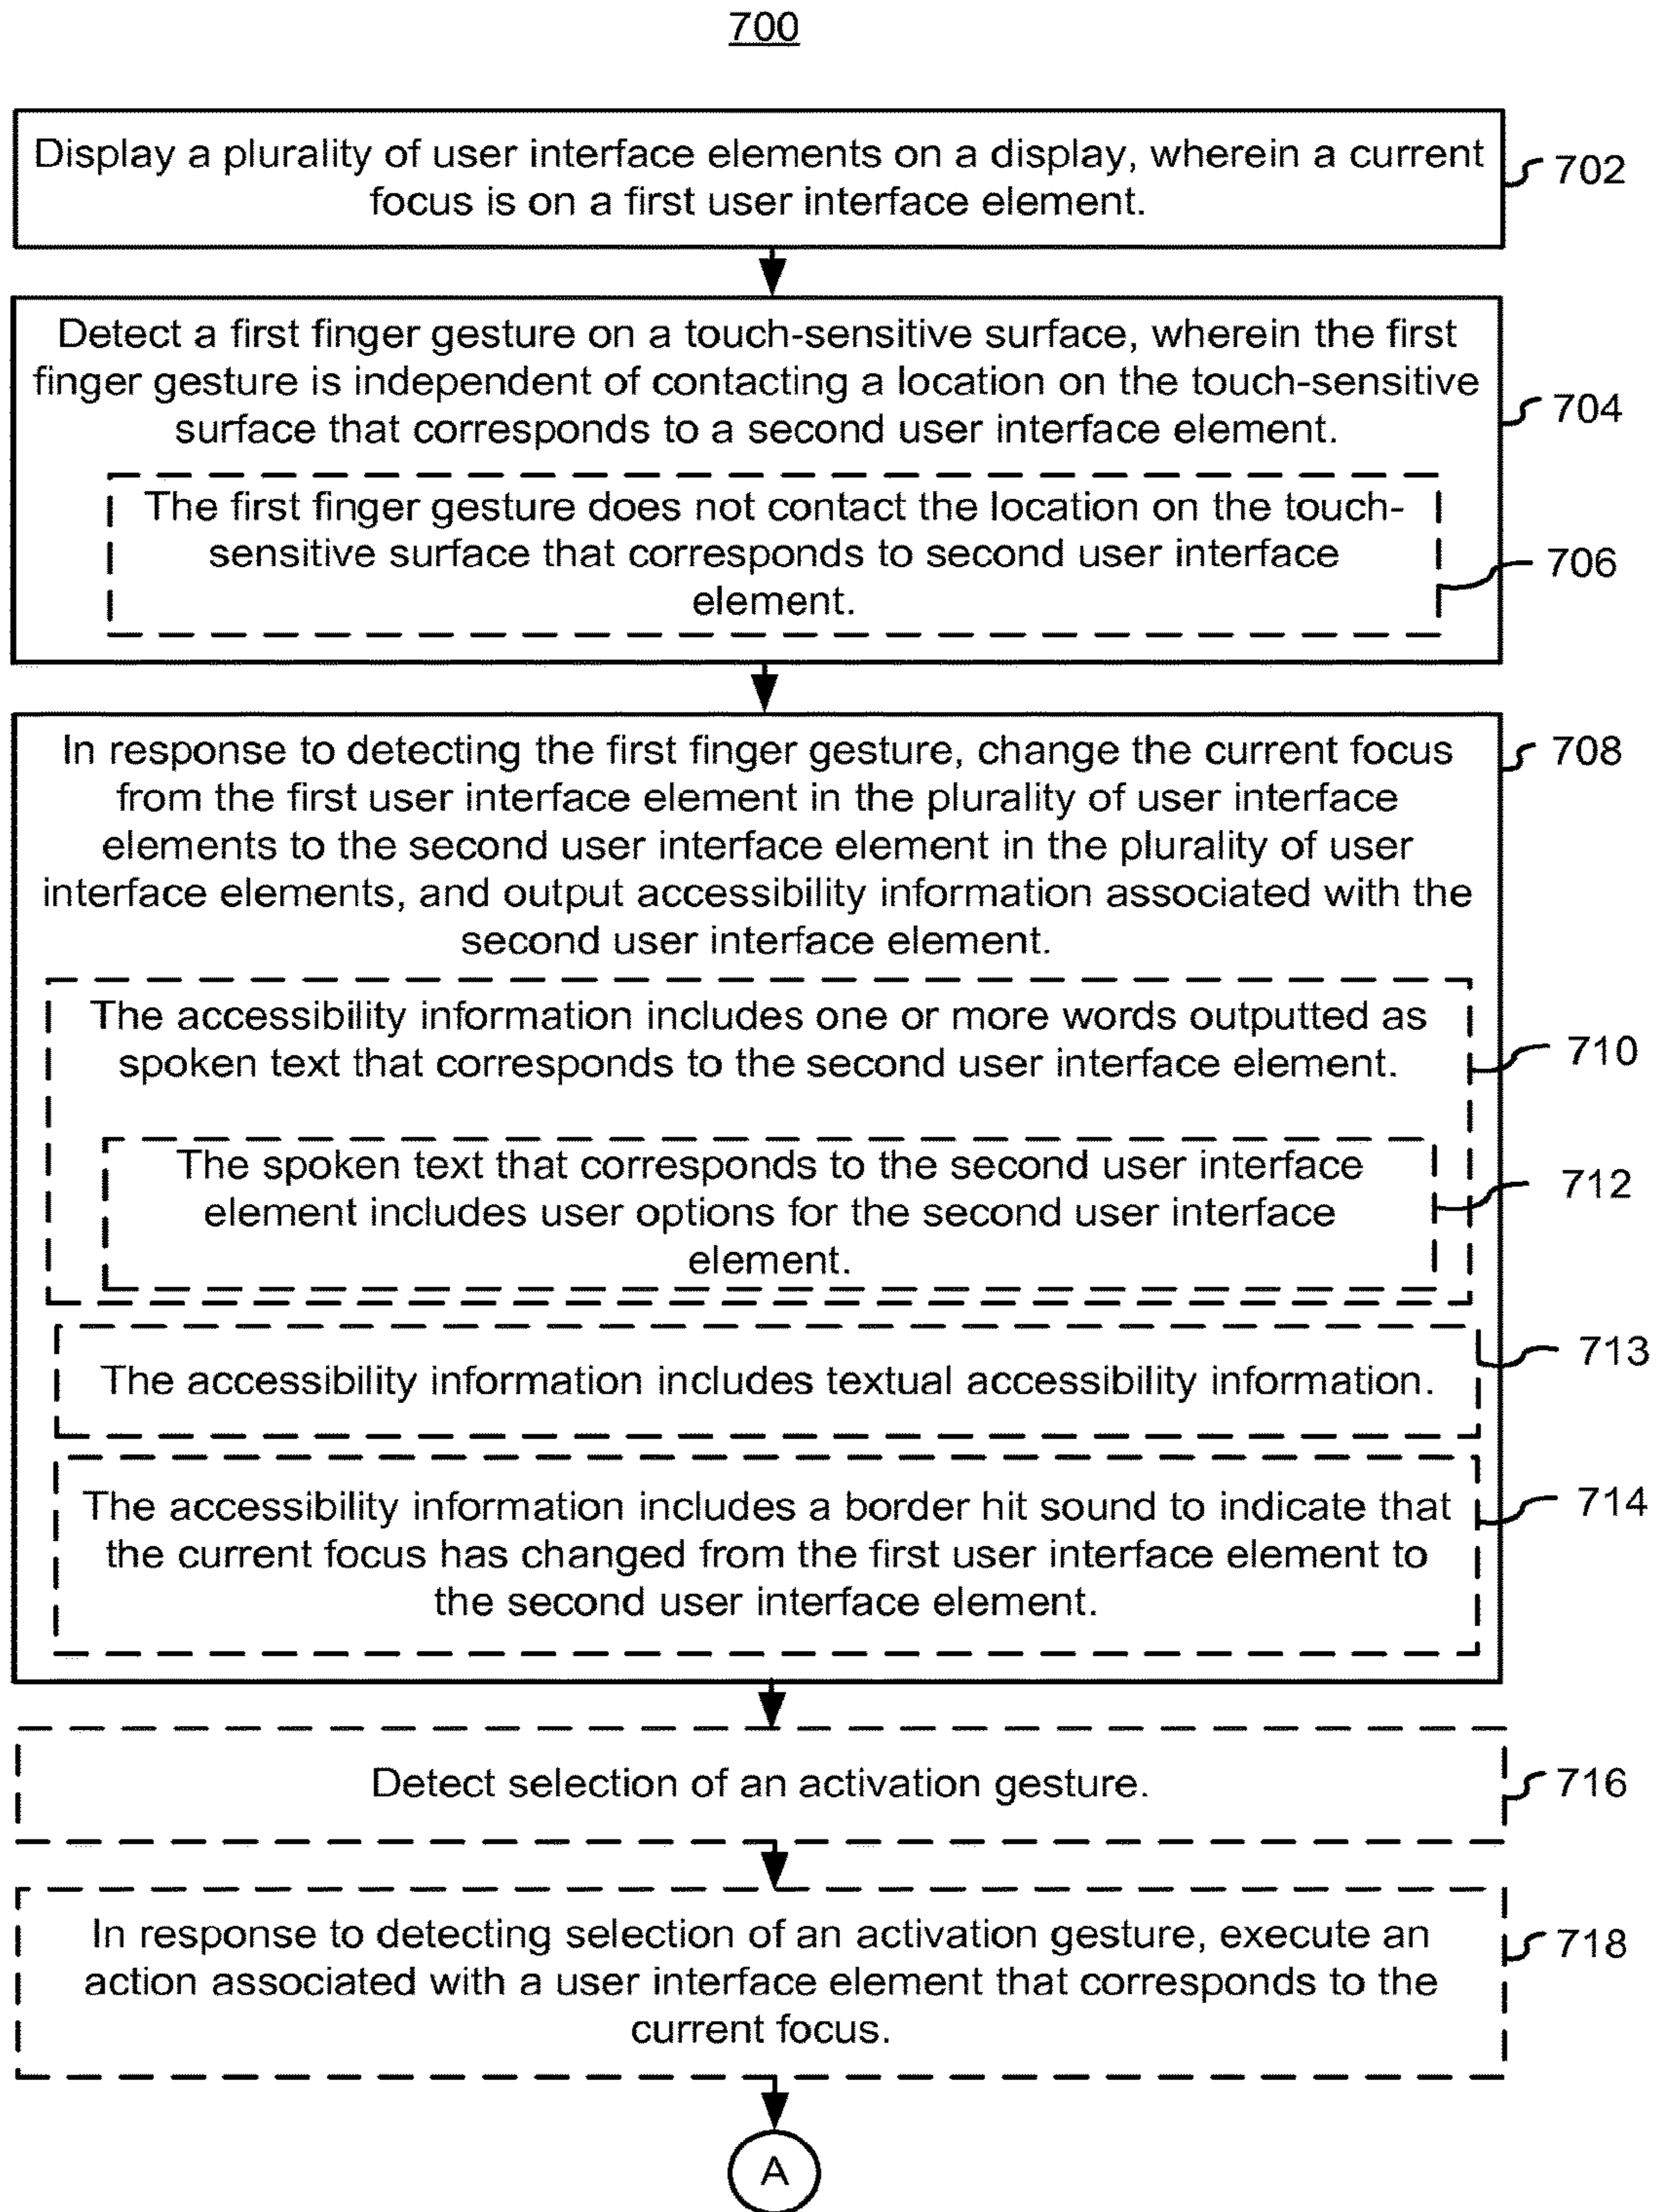 700
Display a plurality of user interface elements on a display, wherein a current
focus is on a first user interface element.
702
Detect a first finger gesture on a touch-sensitive surface, wherein the first
finger gesture is independent of contacting a location on the touch-sensitive
surface that corresponds to a second user interface element.
704
The first finger gesture does not contact the location on the touch-
sensitive surface that corresponds to second user interface
element.
706
In response to detecting the first finger gesture, change the current focus
from the first user interface element in the plurality of user interface
elements to the second user interface element in the plurality of user
interface elements, and output accessibility information associated with the
second user interface element.
708
The accessibility information includes one or more words outputted as
spoken text that corresponds to the second user interface element.
710
The spoken text that corresponds to the second user interface
element includes user options for the second user interface
element.
712
The accessibility information includes textual accessibility information.
713
The accessibility information includes a border hit sound to indicate that
the current focus has changed from the first user interface element to
the second user interface element.
714
Detect selection of an activation gesture.
716
In response to detecting selection of an activation gesture, execute an
action associated with a user interface element that corresponds to the
current focus.
718
A